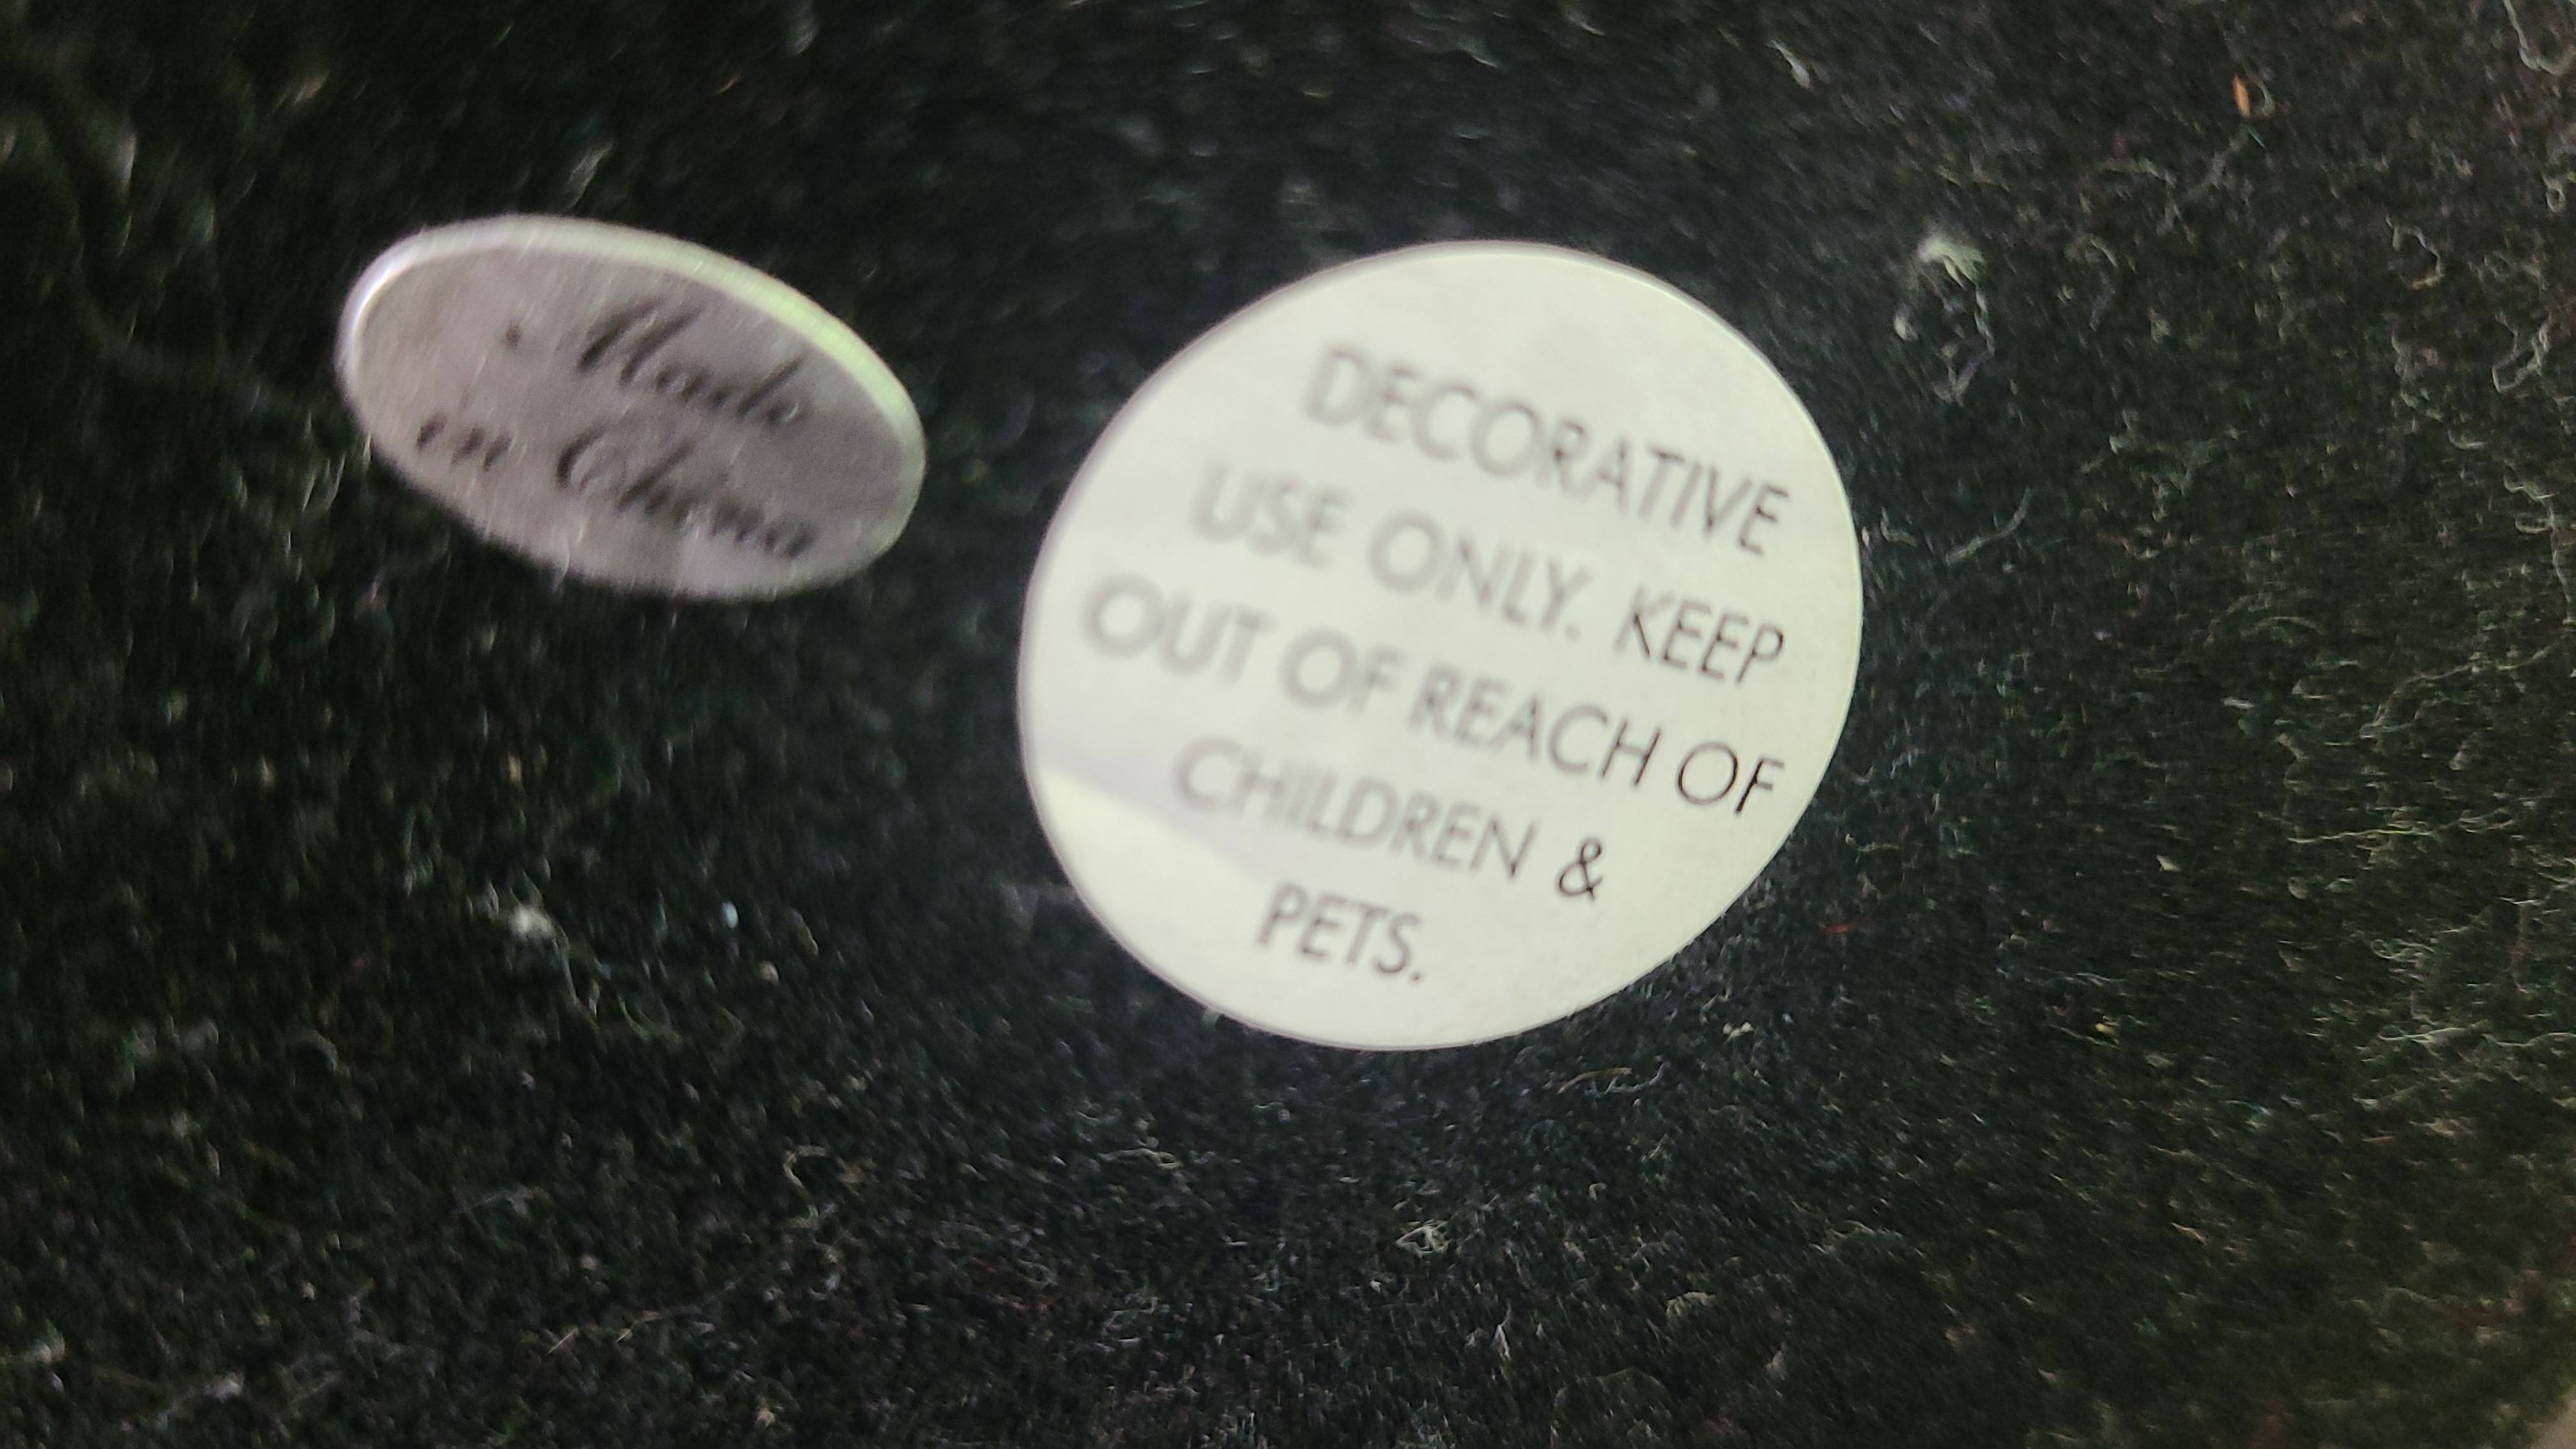 Made
in China
DECORATIVE
USE ONLY. KEEP
OUT OF REACH OF
CHILDREN &
PETS.